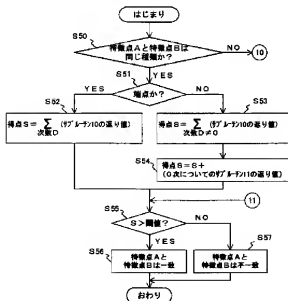 はじまり
S50
特徴点Aと特徴点Bは
同じ種類か?
NO
10
YES
S51
端点か?
YES
NO
S52
S53
得点S= Σ (サブルーチン10の返り値)
次数D
得点S= Σ (サブルーチン10の返り値)
次数D≠0
S54
得点S=S+
(0次についてのサブルーチン11の返り値)
11
S55
S>閾値?
NO
YES
S56
S57
特徴点Aと
特徴点Bは一致
特徴点Aと
特徴点Bは不一致
おわり